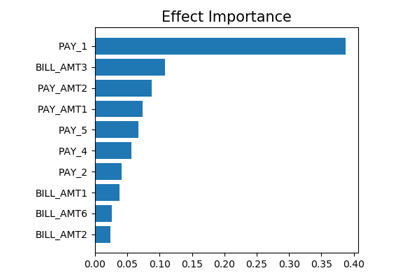 Effect Importance
PAY_1
BILL_AMT3
PAY_AMT2
PAY_AMT1
PAY_5
PAY_4
PAY_2
BILL_AMT1
BILL_AMT6
BILL_AMT2
0.00 0.05 0.10 0.15 0.20 0.25 0.30 0.35 0.40